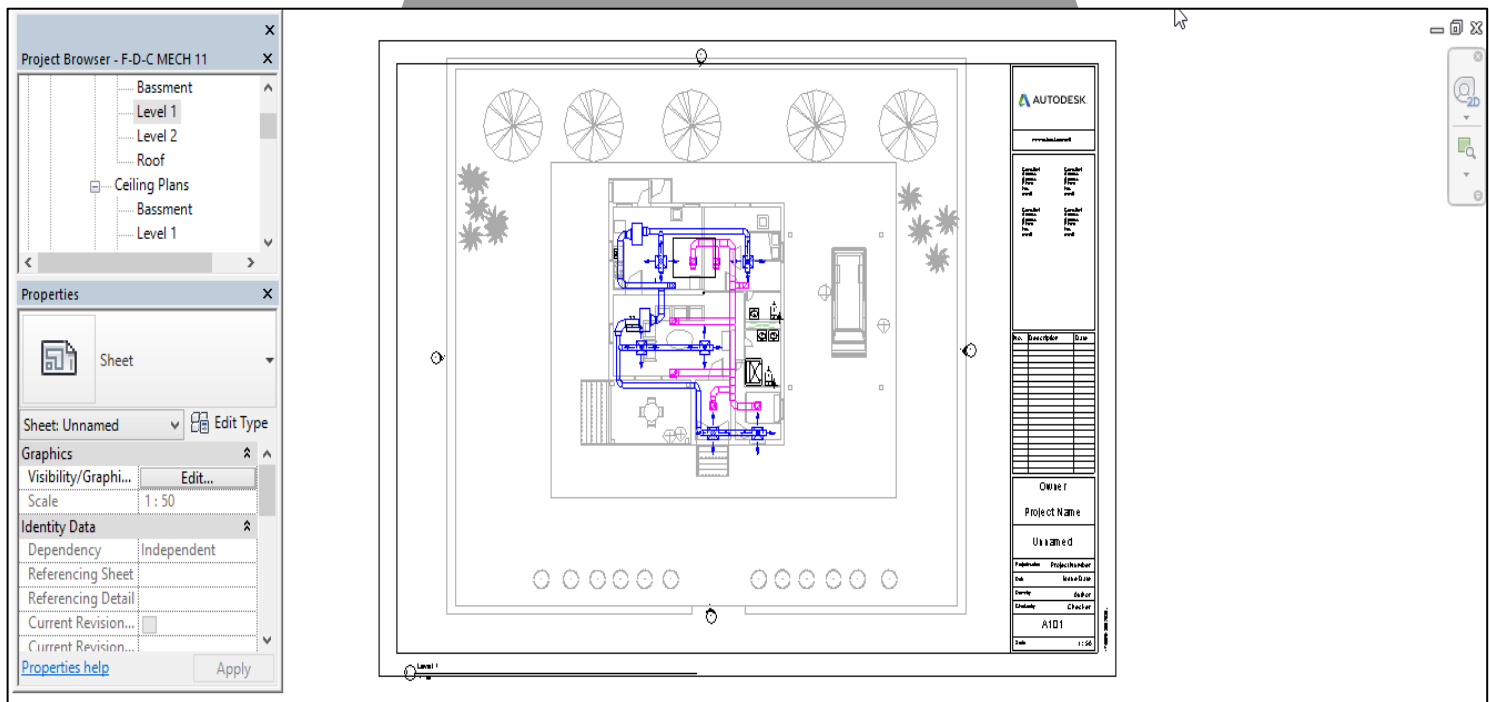 Project Browser - F-D-C MECH 11
Bassment
Level 1
Level 2
Roof
Ceiling Plans
Bassment
Level 1
Properties
Sheet
Sheet: Unnamed
Edit Type
Graphics
Visibility/Graphi... Edit...
Scale 1 : 50
Identity Data
Dependency Independent
Referencing Sheet
Referencing Detail
Current Revision...
Current Revision...
Properties help Apply
AUTODESK
No. Description Date
Owner
Project Name
Unnamed
Project Number
Issue Date
Author
Checker
A101
Scale 1 : 50
Level 1
2D